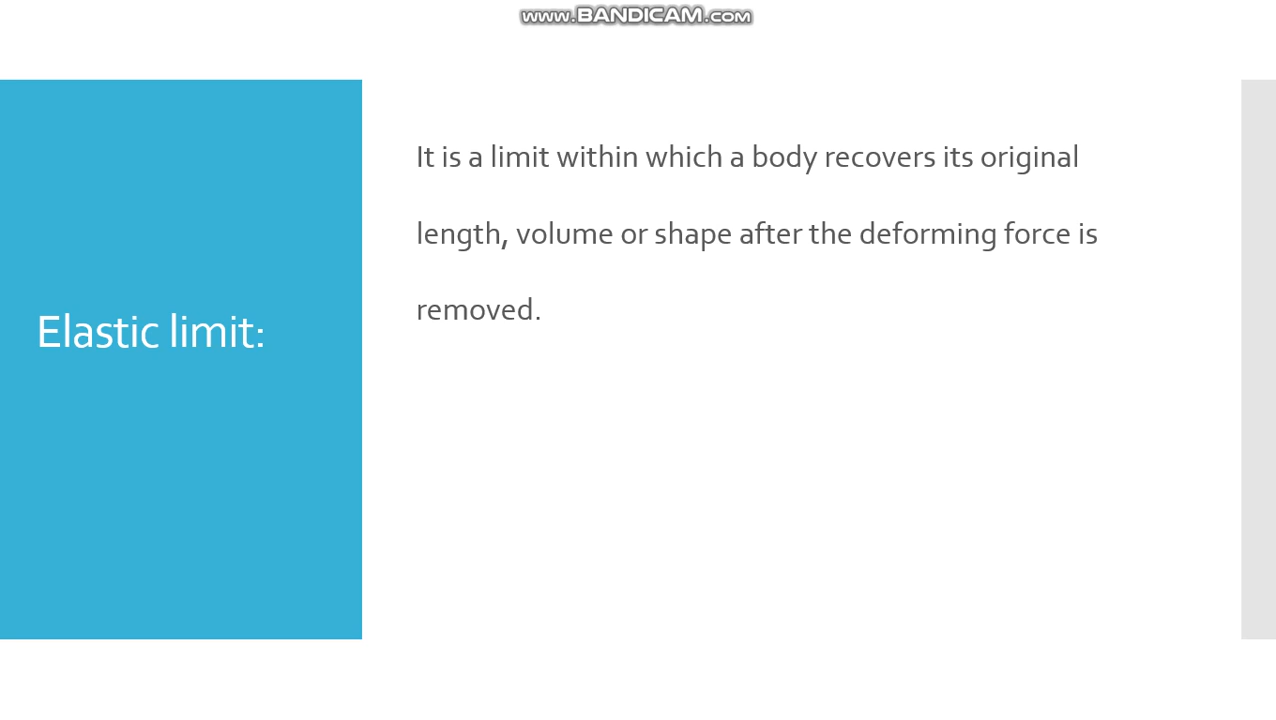 www.BANDICAM.com
Elastic limit:
It is a limit within which a body recovers its original
length, volume or shape after the deforming force is
removed.